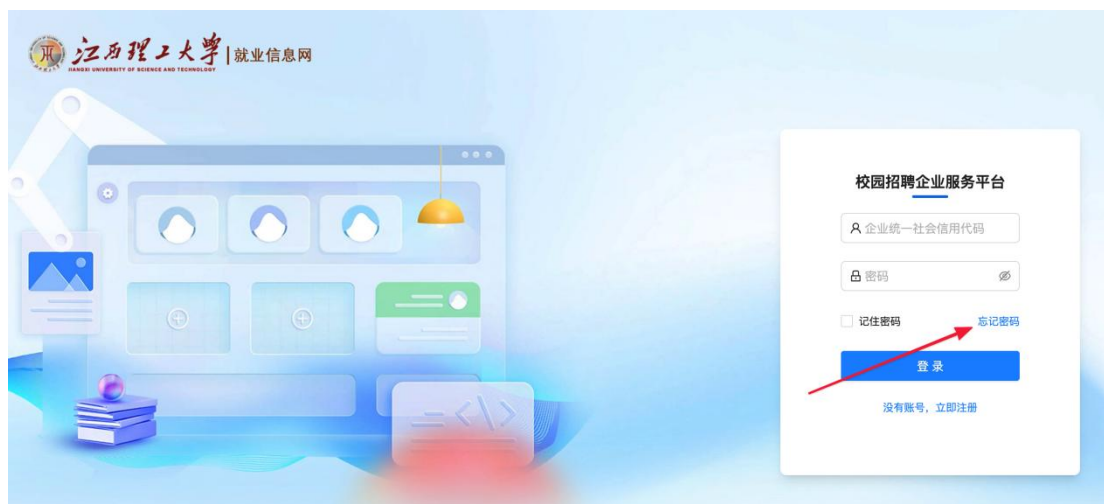 江西理工大学|就业信息网
JIANGXI UNIVERSITY OF SCIENCE AND TECHNOLOGY
校园招聘企业服务平台
企业统一社会信用代码
密码
记住密码 忘记密码
登 录
没有账号，立即注册